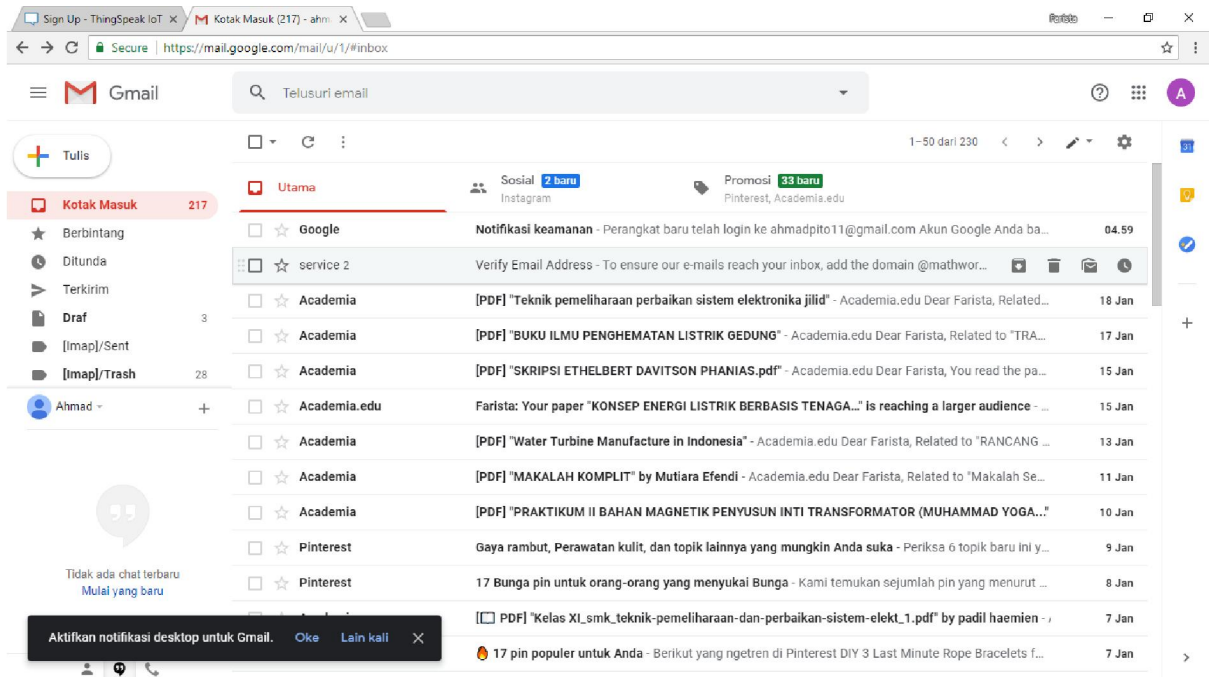 Sign Up - ThingSpeak IoT
Kotak Masuk (217) - ahm
Farista
Secure https://mail.google.com/mail/u/1/#inbox
Gmail
Telusuri email
A
Tulis
1–50 dari 230
31
Utama
Sosial 2 baru
Instagram
Promosi 33 baru
Pinterest, Academia.edu
Kotak Masuk 217
Berbintang
Ditunda
Terkirim
Draf 3
[Imap]/Sent
[Imap]/Trash 28
Ahmad
Tidak ada chat terbaru
Mulai yang baru
Google Notifikasi keamanan - Perangkat baru telah login ke ahmadpito11@gmail.com Akun Google Anda ba... 04.59
service 2 Verify Email Address - To ensure our e-mails reach your inbox, add the domain @mathwor...
Academia [PDF] "Teknik pemeliharaan perbaikan sistem elektronika jilid" - Academia.edu Dear Farista, Related... 18 Jan
Academia [PDF] "BUKU ILMU PENGHEMATAN LISTRIK GEDUNG" - Academia.edu Dear Farista, Related to "TRA... 17 Jan
Academia [PDF] "SKRIPSI ETHELBERT DAVITSON PHANIAS.pdf" - Academia.edu Dear Farista, You read the pa... 15 Jan
Academia.edu Farista: Your paper "KONSEP ENERGI LISTRIK BERBASIS TENAGA..." is reaching a larger audience - ... 15 Jan
Academia [PDF] "Water Turbine Manufacture in Indonesia" - Academia.edu Dear Farista, Related to "RANCANG ... 13 Jan
Academia [PDF] "MAKALAH KOMPLIT" by Mutiara Efendi - Academia.edu Dear Farista, Related to "Makalah Se... 11 Jan
Academia [PDF] "PRAKTIKUM II BAHAN MAGNETIK PENYUSUN INTI TRANSFORMATOR (MUHAMMAD YOGA..." 10 Jan
Pinterest Gaya rambut, Perawatan kulit, dan topik lainnya yang mungkin Anda suka - Periksa 6 topik baru ini y... 9 Jan
Pinterest 17 Bunga pin untuk orang-orang yang menyukai Bunga - Kami temukan sejumlah pin yang menurut ... 8 Jan
PDF] "Kelas XI_smk_teknik-pemeliharaan-dan-perbaikan-sistem-elekt_1.pdf" by padil haemien - 7 Jan
17 pin populer untuk Anda - Berikut yang ngetren di Pinterest DIY 3 Last Minute Rope Bracelets f... 7 Jan
Aktifkan notifikasi desktop untuk Gmail. Oke Lain kali